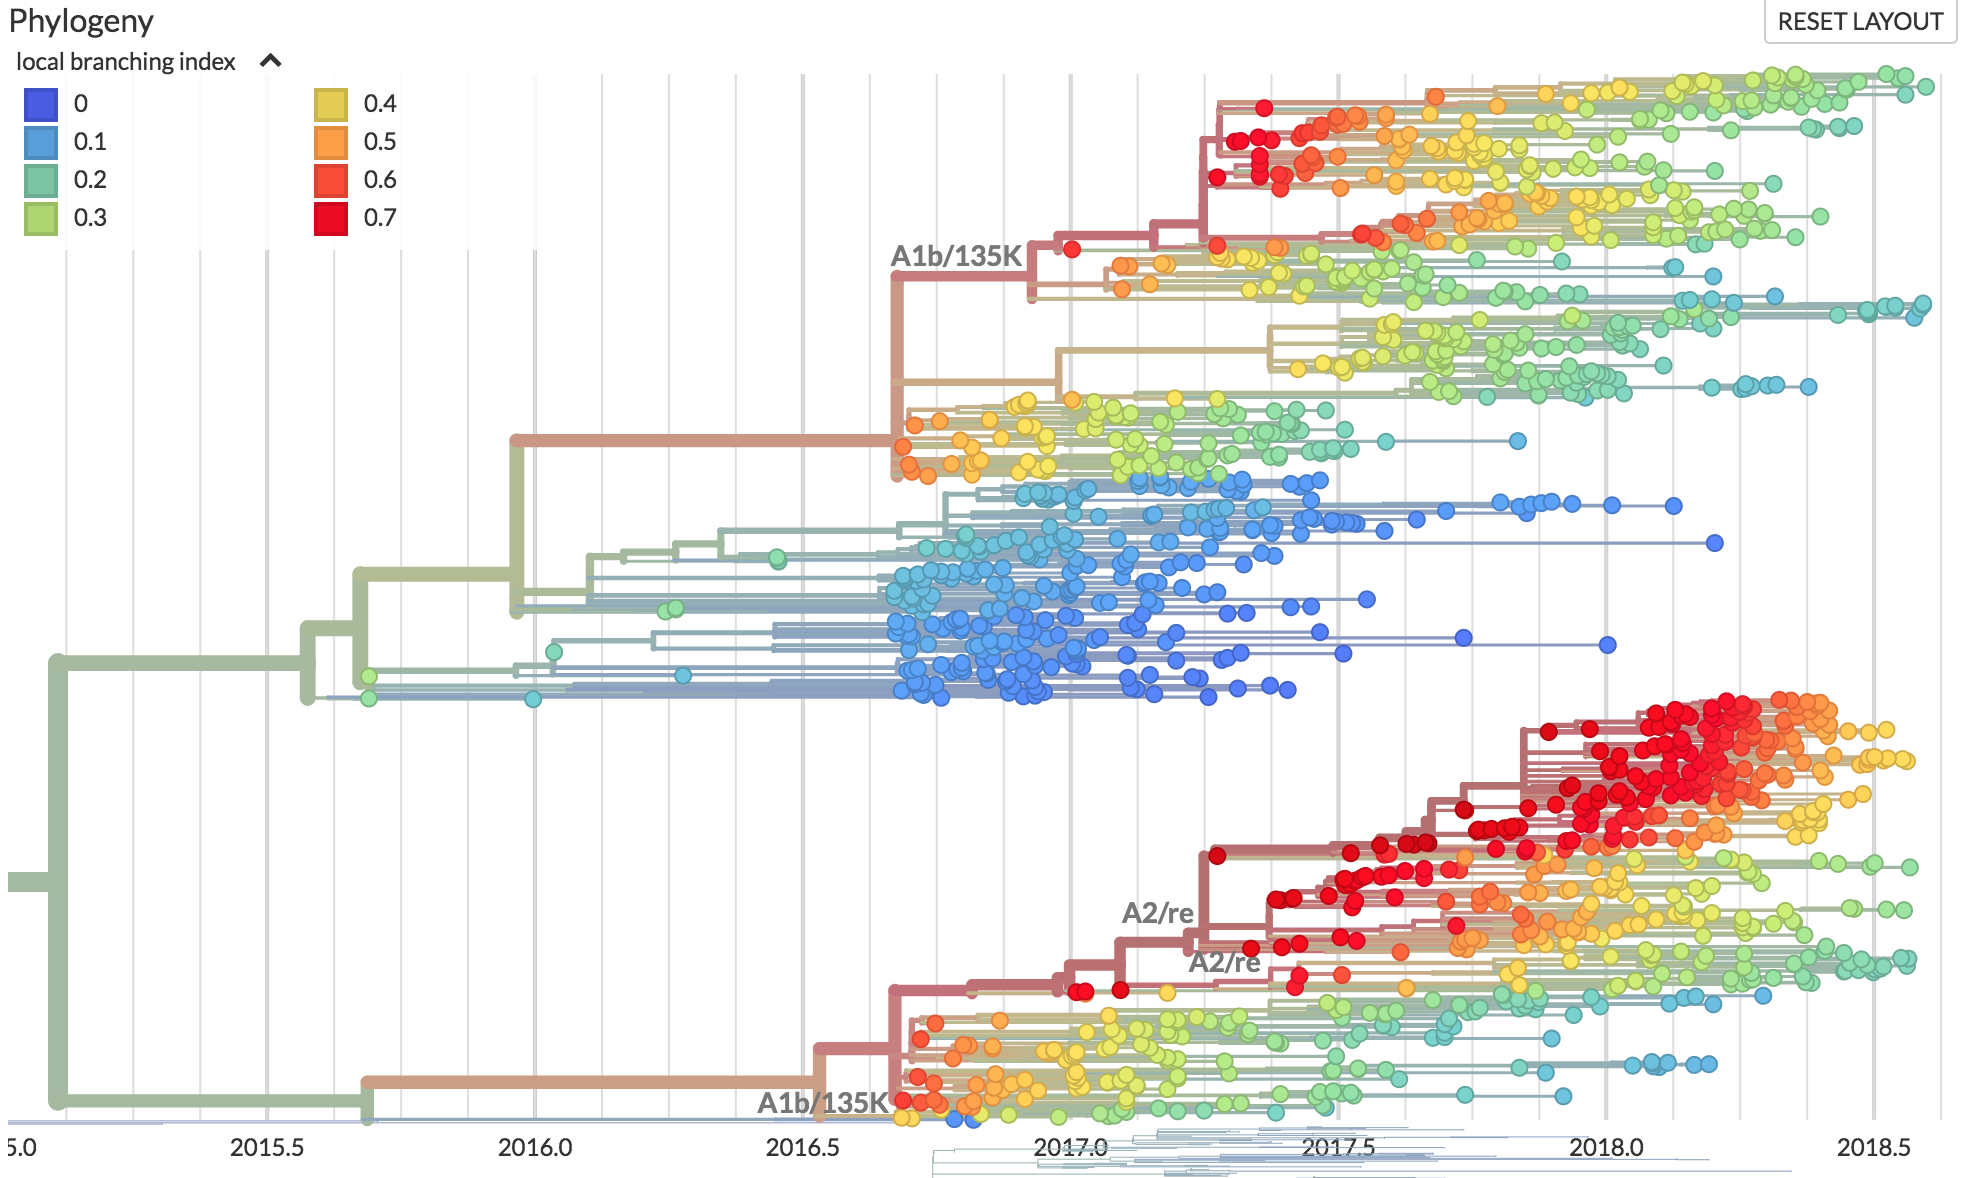 Phylogeny
RESET LAYOUT
local branching index
0
0.1
0.2
0.3
0.4
0.5
0.6
0.7
A1b/135K
A2/re
A2/re
A1b/135K
5.0 2015.5 2016.0 2016.5 2017.0 2017.5 2018.0 2018.5